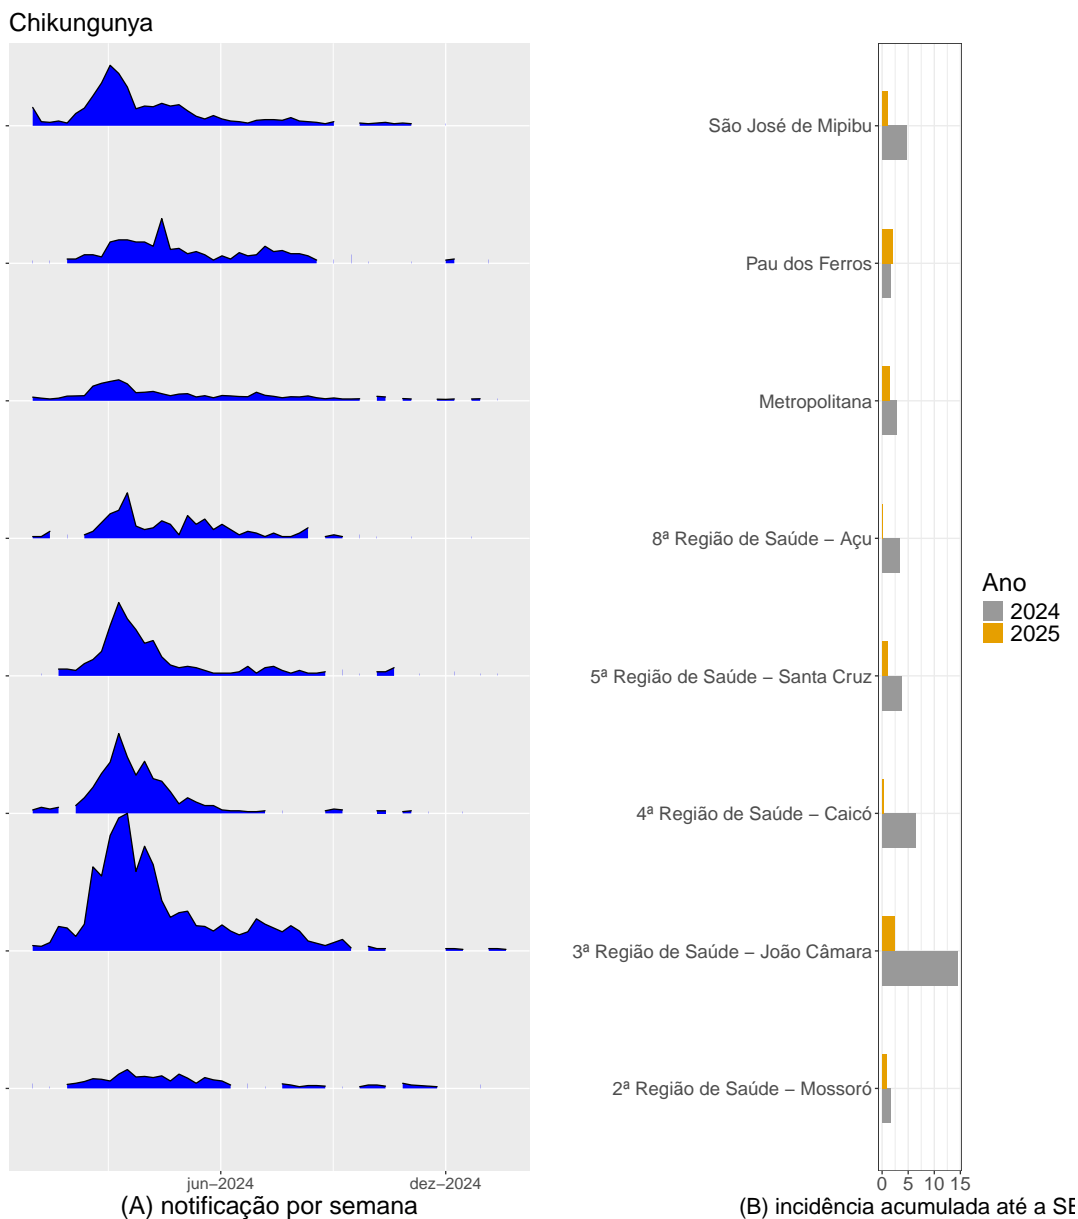 Chikungunya
São José de Mipibu
Pau dos Ferros
Metropolitana
8ª Região de Saúde − Açu
5ª Região de Saúde − Santa Cruz
4ª Região de Saúde − Caicó
3ª Região de Saúde − João Câmara
2ª Região de Saúde − Mossoró
Ano
2024
2025
jun−2024 dez−2024
0 5 10 15
(A) notificação por semana
(B) incidência acumulada até a SE